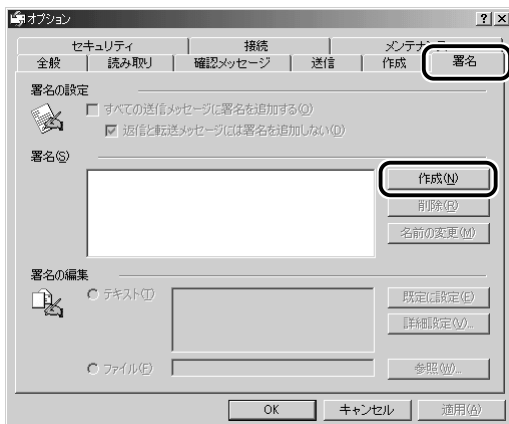 オプション
セキュリティ 接続 メンテナンス
全般 読み取り 確認メッセージ 送信 作成 署名
署名の設定
すべての送信メッセージに署名を追加する(O)
返信と転送メッセージには署名を追加しない(D)
署名(S)
作成(N)
削除(R)
名前の変更(M)
署名の編集
テキスト(T)
既定に設定(E)
詳細設定(V)...
ファイル(F)
参照(W)...
OK キャンセル 適用(A)